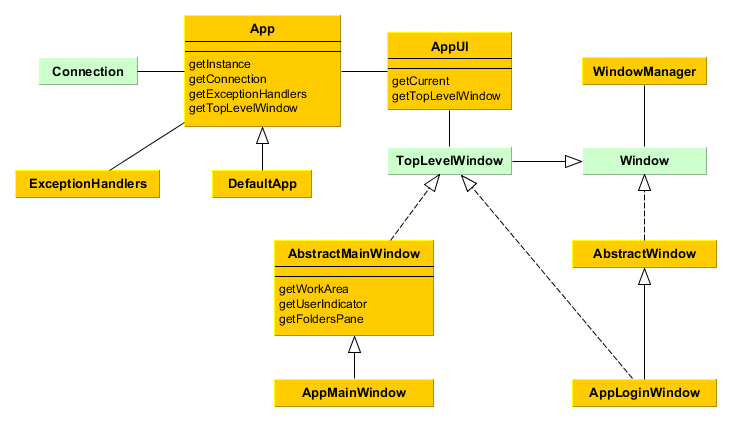 App
getInstance
getConnection
getExceptionHandlers
getTopLevelWindow
AppUI
getCurrent
getTopLevelWindow
Connection
WindowManager
ExceptionHandlers
DefaultApp
TopLevelWindow
Window
AbstractMainWindow
getWorkArea
getUserIndicator
getFoldersPane
AbstractWindow
AppMainWindow
AppLoginWindow